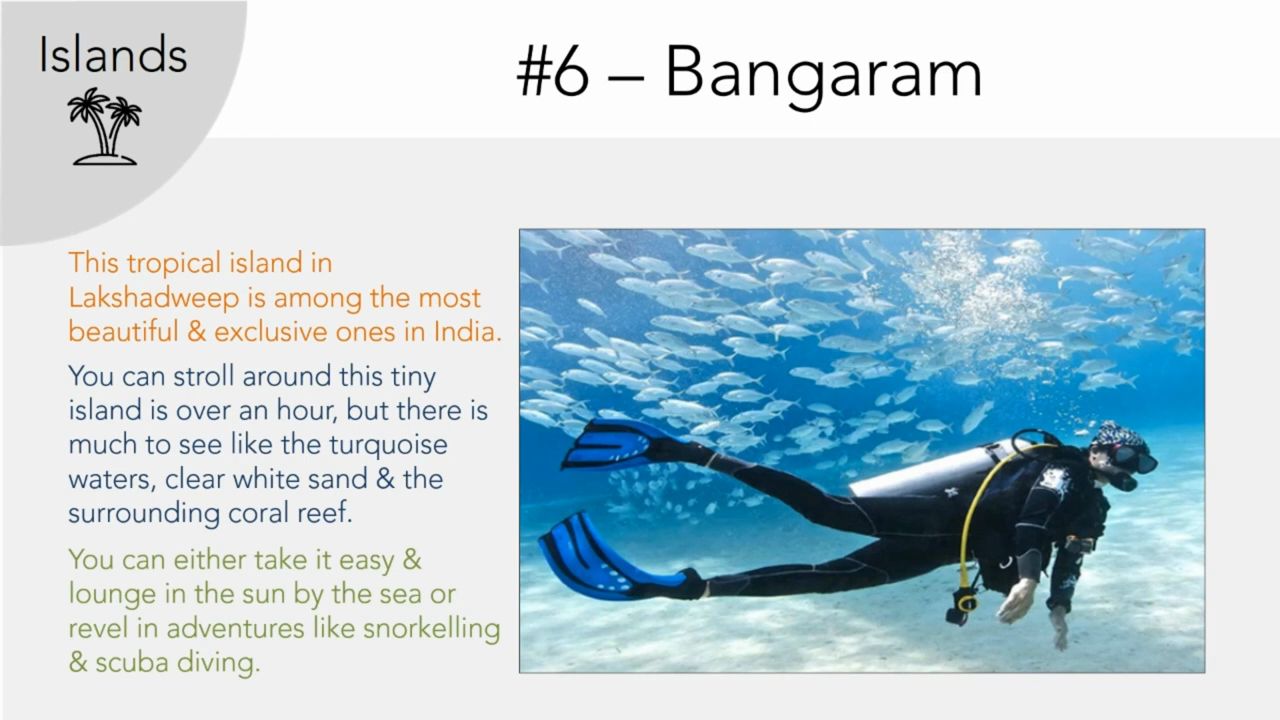 Islands
#6 – Bangaram
This tropical island in
Lakshadweep is among the most
beautiful & exclusive ones in India.
You can stroll around this tiny
island is over an hour, but there is
much to see like the turquoise
waters, clear white sand & the
surrounding coral reef.
You can either take it easy &
lounge in the sun by the sea or
revel in adventures like snorkelling
& scuba diving.